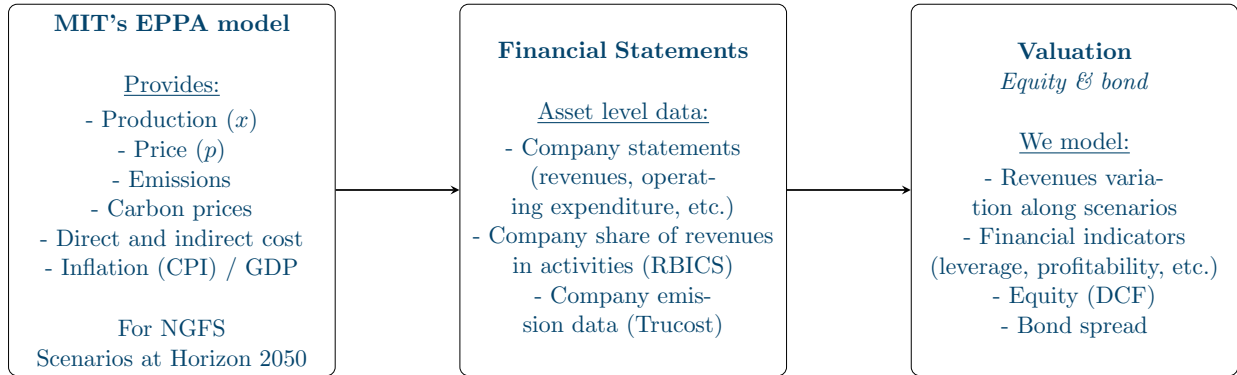 MIT's EPPA model
Provides:
- Production (x)
- Price (p)
- Emissions
- Carbon prices
- Direct and indirect cost
- Inflation (CPI) / GDP
For NGFS
Scenarios at Horizon 2050
Financial Statements
Asset level data:
- Company statements
(revenues, operat-
ing expenditure, etc.)
- Company share of revenues
in activities (RBICS)
- Company emis-
sion data (Trucost)
Valuation
Equity & bond
We model:
- Revenues varia-
tion along scenarios
- Financial indicators
(leverage, profitability, etc.)
- Equity (DCF)
- Bond spread